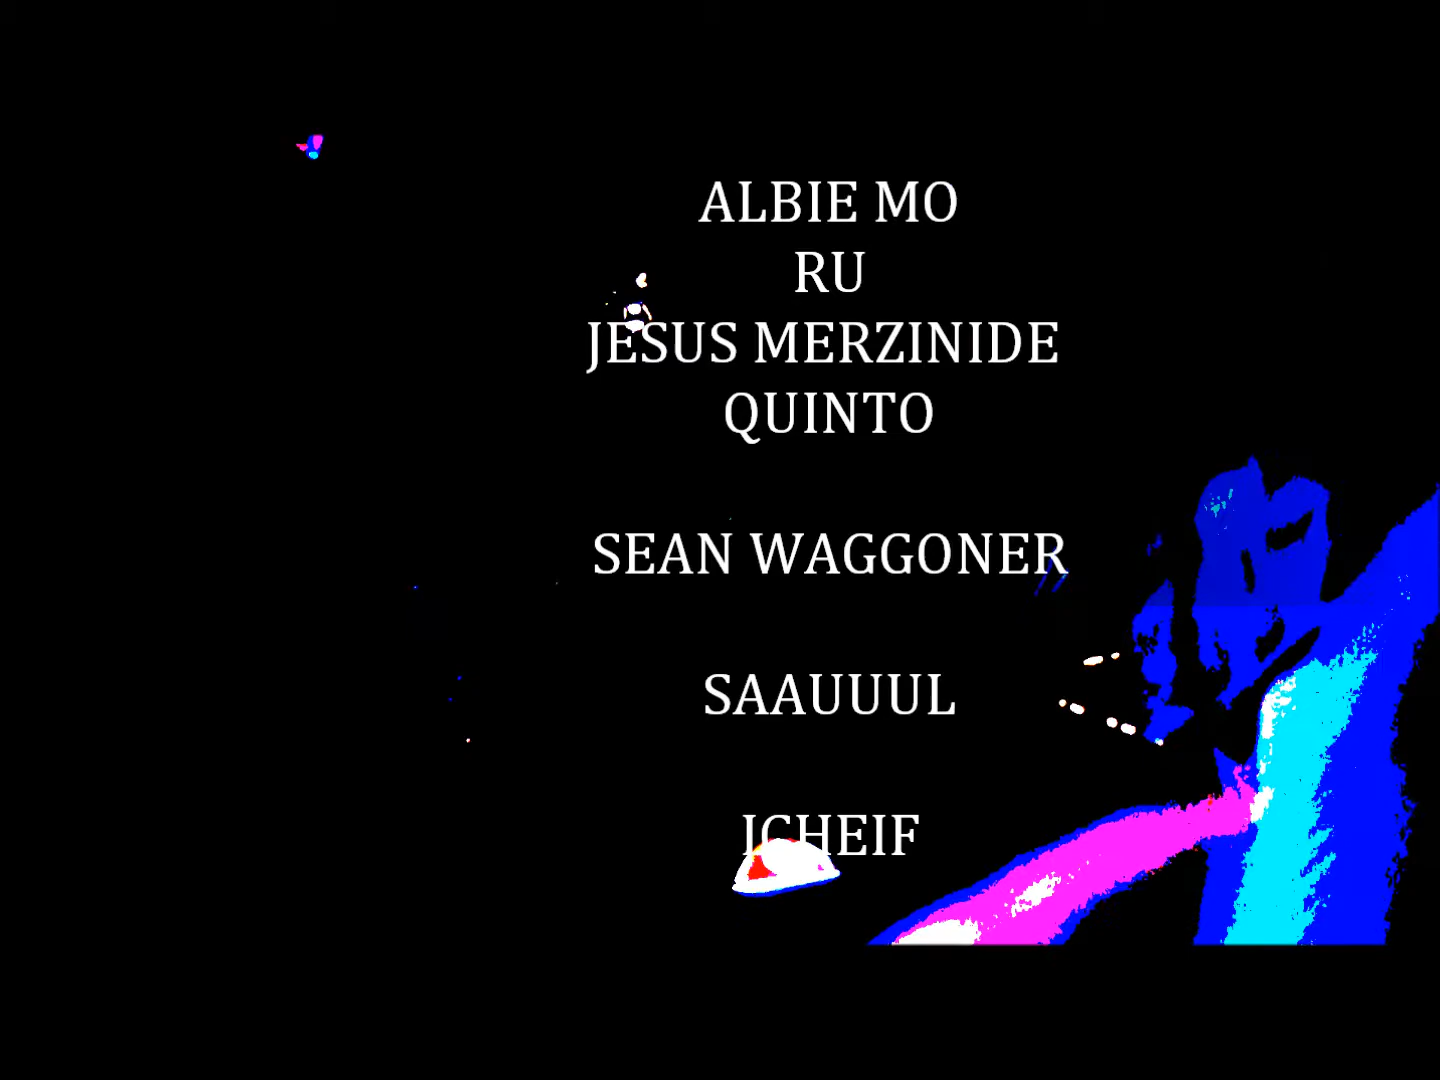 ALBIE MO
RU
JESUS MERZINIDE
QUINTO
SEAN WAGGONER
SAAUUUL
JCHEIF